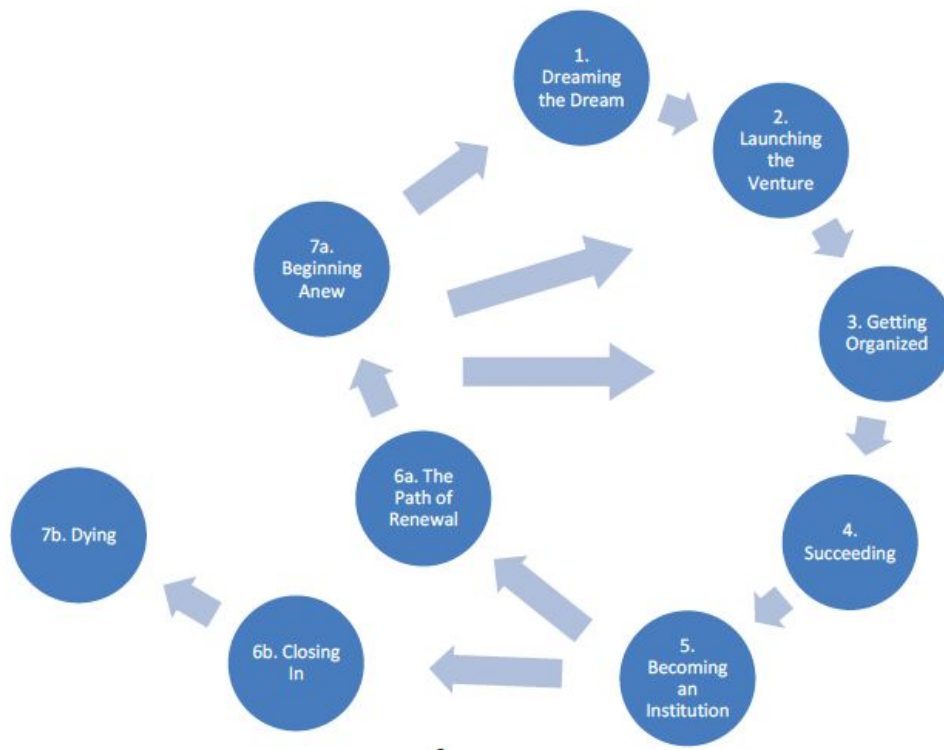 1.
Dreaming
the Dream
2.
Launching
the
Venture
3. Getting
Organized
4.
Succeeding
5.
Becoming
an
Institution
6a. The
Path of
Renewal
7a.
Beginning
Anew
6b. Closing
In
7b. Dying